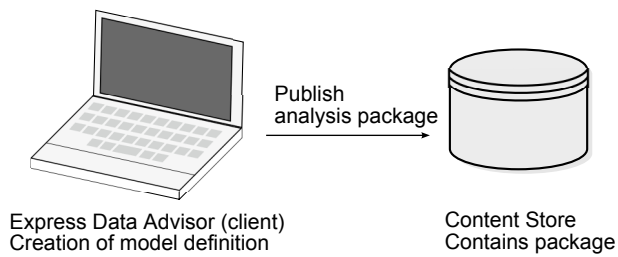 Publish
analysis package
Express Data Advisor (client)
Creation of model definition
Content Store
Contains package